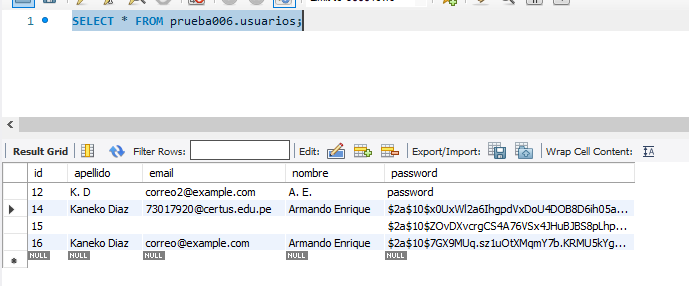 1 SELECT * FROM prueba006.usuarios;
Result Grid Filter Rows: Edit: Export/Import: Wrap Cell Content:
id apellido email nombre password
12 K. D correo2@example.com A. E. password
14 Kaneko Diaz 73017920@certus.edu.pe Armando Enrique $2a$10$x0UxWl2a6IhgpdVxDoU4DOB8D6ih05a...
15 $2a$10$ZOvDXvcrgCS4A76VSx4JHuBJBS8pLhp...
16 Kaneko Diaz correo@example.com Armando Enrique $2a$10$7GX9MUq.sz1uOtXMqmY7b.KRMU5kYg...
NULL NULL NULL NULL NULL